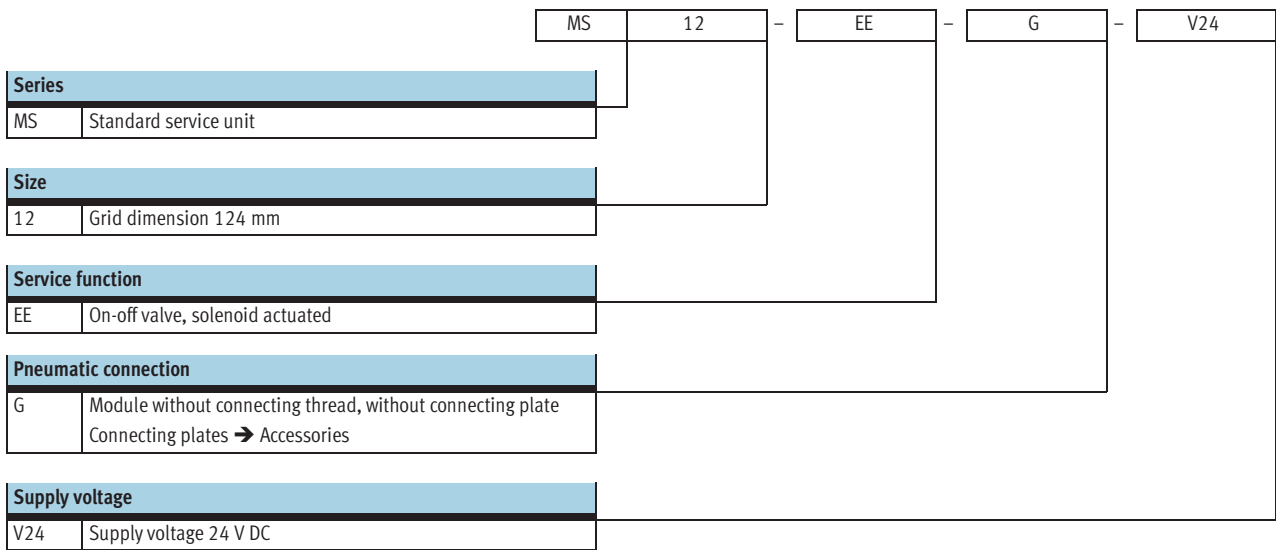 MS 12 – EE – G – V24
Series
MS Standard service unit
Size
12 Grid dimension 124 mm
Service function
EE On-off valve, solenoid actuated
Pneumatic connection
G Module without connecting thread, without connecting plate
Connecting plates ➔ Accessories
Supply voltage
V24 Supply voltage 24 V DC